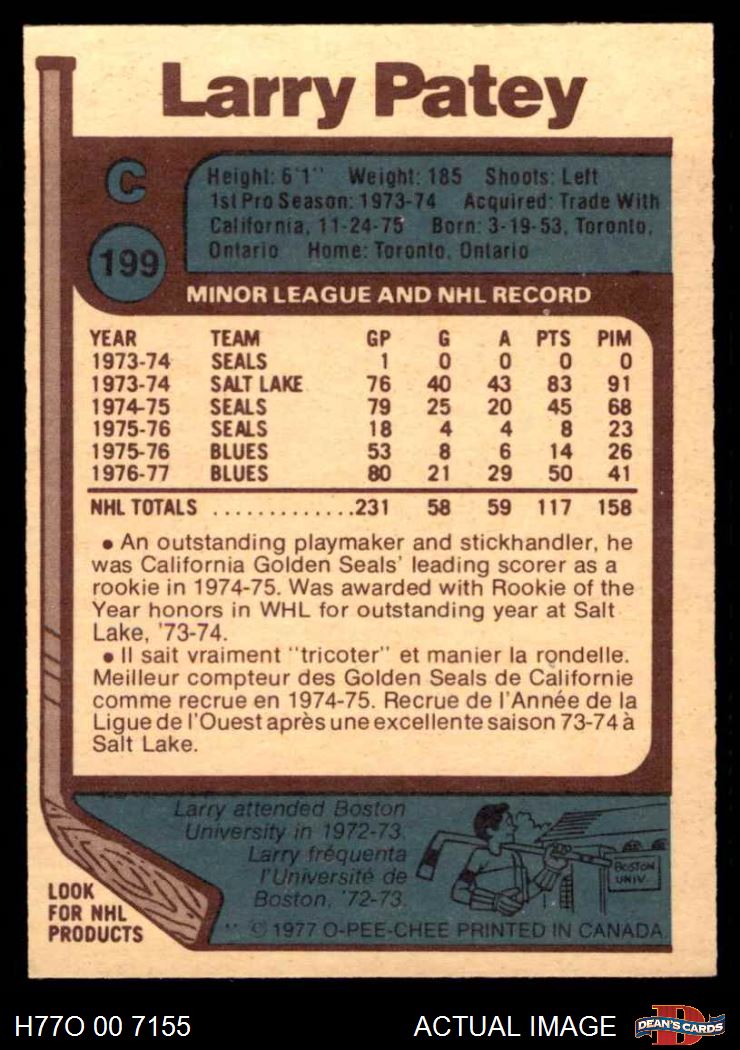 Larry Patey
C
Height: 6'1" Weight: 185 Shoots: Left
1st Pro Season: 1973-74 Acquired: Trade With
California, 11-24-75 Born: 3-19-53, Toronto,
Ontario Home: Toronto, Ontario
199
MINOR LEAGUE AND NHL RECORD
YEAR TEAM GP G A PTS PIM
1973-74 SEALS 1 0 0 0 0
1973-74 SALT LAKE 76 40 43 83 91
1974-75 SEALS 79 25 20 45 68
1975-76 SEALS 18 4 4 8 23
1975-76 BLUES 53 8 6 14 26
1976-77 BLUES 80 21 29 50 41
NHL TOTALS .............231 58 59 117 158
• An outstanding playmaker and stickhandler, he
was California Golden Seals' leading scorer as a
rookie in 1974-75. Was awarded with Rookie of the
Year honors in WHL for outstanding year at Salt
Lake, '73-74.
• Il sait vraiment "tricoter" et manier la rondelle.
Meilleur compteur des Golden Seals de Californie
comme recrue en 1974-75. Recrue de l'Année de la
Ligue de l'Ouest après une excellente saison 73-74 à
Salt Lake.
Larry attended Boston
University in 1972-73.
Larry fréquenta
l'Université de
Boston, '72-73.
BOSTON
UNIV.
LOOK
FOR NHL
PRODUCTS
** © 1977 O-PEE-CHEE PRINTED IN CANADA
H77O 00 7155
ACTUAL IMAGE
D
DEAN'S CARDS